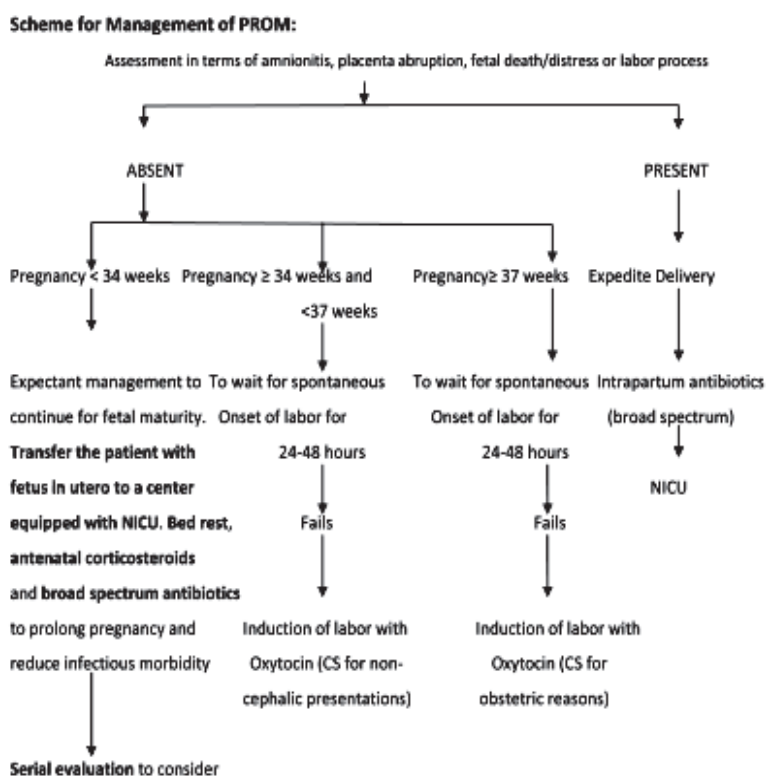 Scheme for Management of PROM:
Assessment in terms of amnionitis, placenta abruption, fetal death/distress or labor process
ABSENT
PRESENT
Pregnancy < 34 weeks
Pregnancy ≥ 34 weeks and
<37 weeks
Pregnancy≥ 37 weeks
Expedite Delivery
Expectant management to
continue for fetal maturity.
Transfer the patient with
fetus in utero to a center
equipped with NICU. Bed rest,
antenatal corticosteroids
and broad spectrum antibiotics
to prolong pregnancy and
reduce infectious morbidity
Serial evaluation to consider
To wait for spontaneous
Onset of labor for
24-48 hours
Fails
Induction of labor with
Oxytocin (CS for non-
cephalic presentations)
To wait for spontaneous
Onset of labor for
24-48 hours
Fails
Induction of labor with
Oxytocin (CS for
obstetric reasons)
Intrapartum antibiotics
(broad spectrum)
NICU